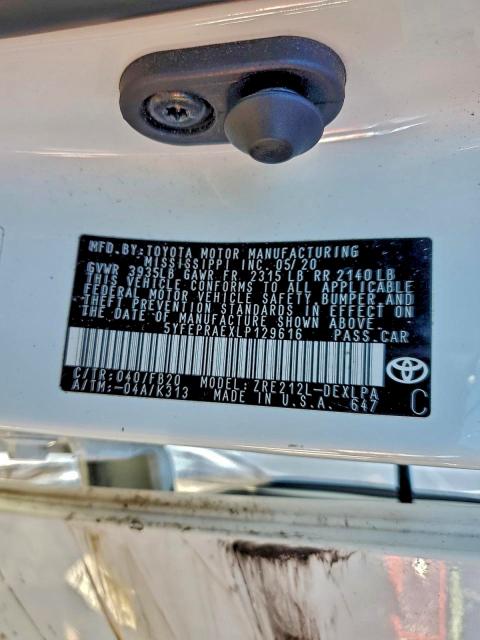 MFD. BY: TOYOTA MOTOR MANUFACTURING
MISSISSIPPI INC 05/20
GVWR 3935LB GAWR FR 2315 LB RR 2140LB
THIS VEHICLE CONFORMS TO ALL APPLICABLE
FEDERAL MOTOR VEHICLE SAFETY, BUMPER AND
THEFT PREVENTION STANDARDS IN EFFECT
ON THE DATE OF MANUFACTURE SHOWN ABOVE.
5YFEPRAEXLP129616 PASS. CAR
C/TR: 040/FB20 MODEL: ZRE212L-DEXLPA
A/TM: -04A/K313 MADE IN U.S.A. 647 C